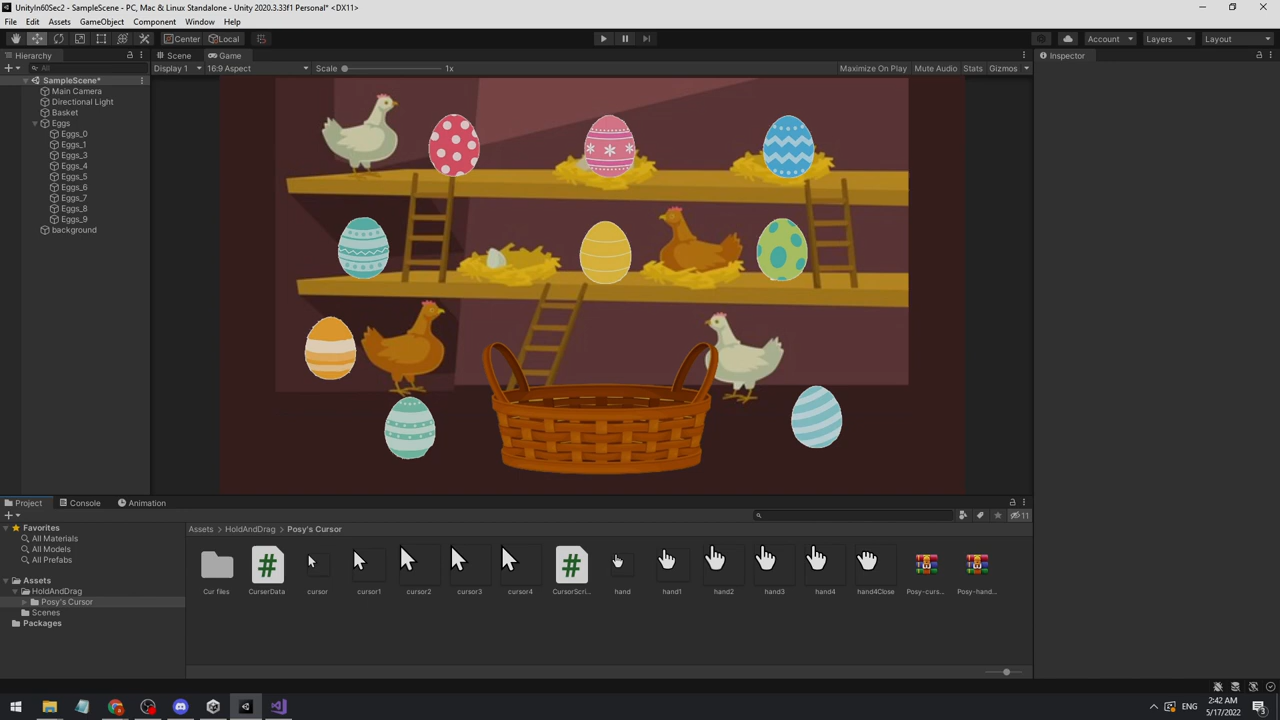 UnityIn60Sec2 - SampleScene - PC, Mac & Linux Standalone - Unity 2020.3.33f1 Personal* <DX11>
File Edit Assets GameObject Component Window Help
Center Local Account Layers Layout
Hierarchy
All
SampleScene*
Main Camera
Directional Light
Basket
Eggs
Eggs_0
Eggs_1
Eggs_3
Eggs_4
Eggs_5
Eggs_6
Eggs_7
Eggs_8
Eggs_9
background
Scene Game
Display 1 16:9 Aspect Scale 1x Maximize On Play Mute Audio Stats Gizmos
Inspector
Project Console Animation
11
Favorites
All Materials
All Models
All Prefabs
Assets
HoldAndDrag
Posy's Cursor
Scenes
Packages
Assets > HoldAndDrag > Posy's Cursor
Cur files CurserData cursor cursor1 cursor2 cursor3 cursor4 CursorScri... hand hand1 hand2 hand3 hand4 hand4Close Posy-curs... Posy-hand...
ENG
2:42 AM
5/17/2022
3